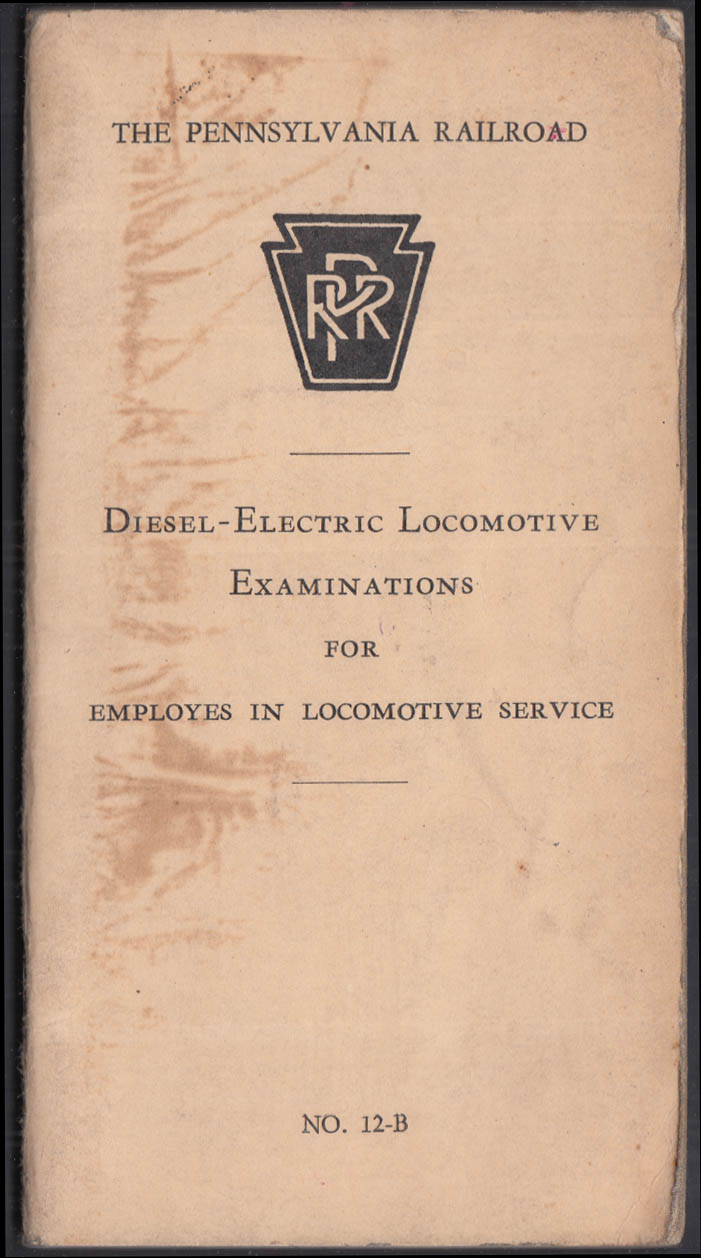 THE PENNSYLVANIA RAILROAD
PRR
DIESEL-ELECTRIC LOCOMOTIVE
EXAMINATIONS
FOR
EMPLOYES IN LOCOMOTIVE SERVICE
NO. 12-B